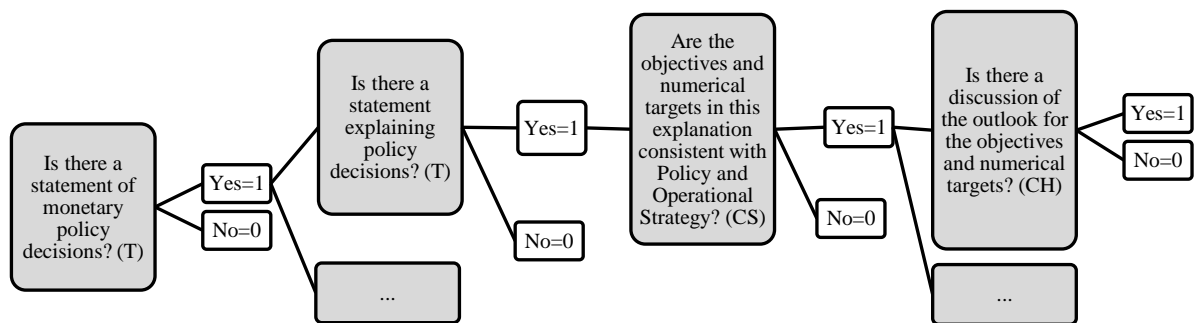 Is there a
statement of
monetary
policy
decisions? (T)
Yes=1
No=0
Is there a
statement
explaining
policy
decisions? (T)
...
Yes=1
No=0
Are the
objectives and
numerical
targets in this
explanation
consistent with
Policy and
Operational
Strategy? (CS)
Yes=1
No=0
Is there a
discussion of
the outlook for
the objectives
and numerical
targets? (CH)
...
Yes=1
No=0